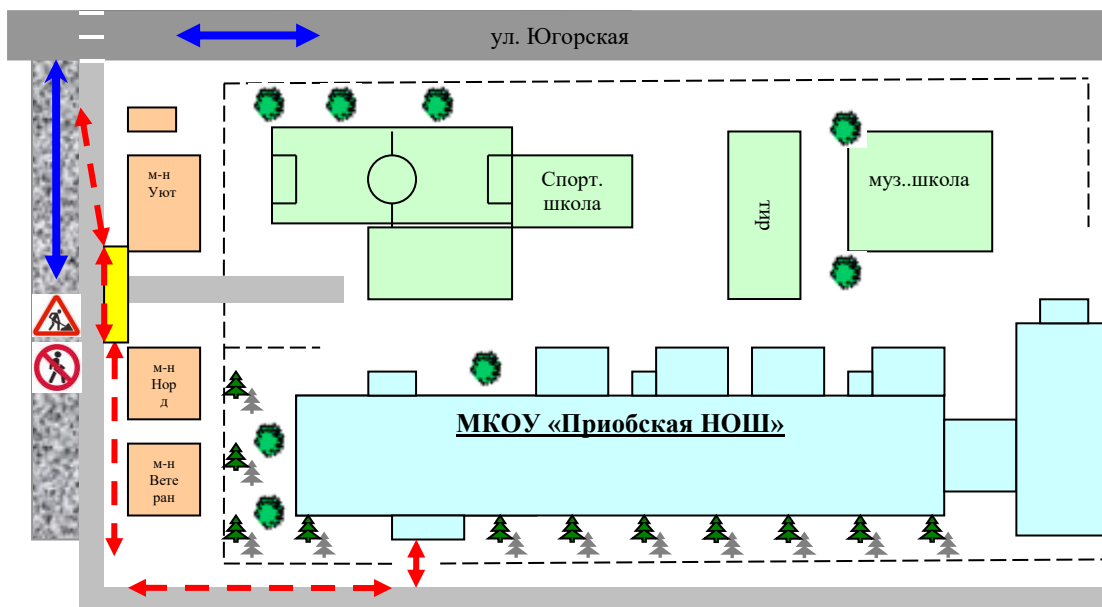 ул. Югорская
м-н
Уют
Спорт.
школа
тир
муз..школа
м-н
Нор
д
МКОУ «Приобская НОШ»
м-н
Вете
ран